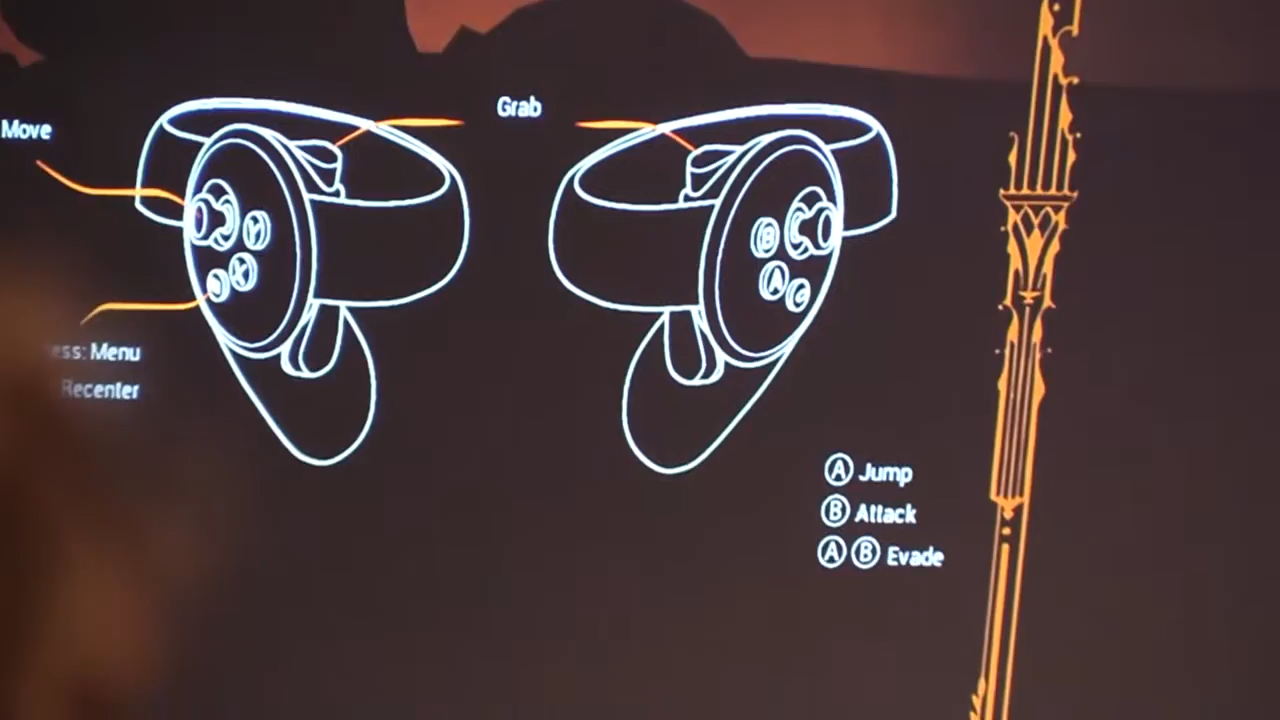 Grab
Move
Y
X
B
A
Menu
Recenter
A Jump
B Attack
A B Evade